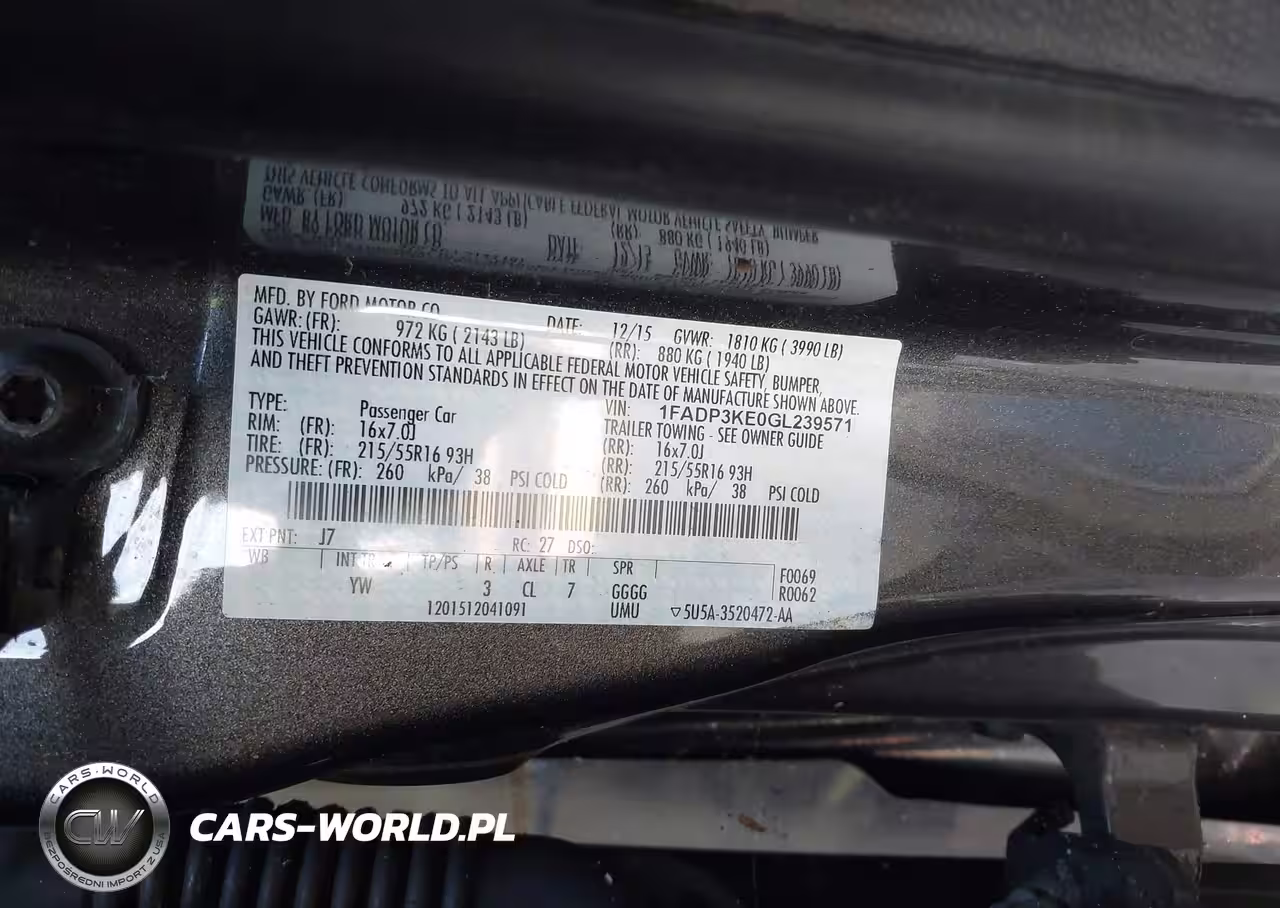 MFD. BY FORD MOTOR CO. DATE: 12/15 GVWR: 1810 KG ( 3990 LB)
GAWR: (FR): 972 KG ( 2143 LB) (RR): 880 KG ( 1940 LB)
THIS VEHICLE CONFORMS TO ALL APPLICABLE FEDERAL MOTOR VEHICLE SAFETY, BUMPER,
AND THEFT PREVENTION STANDARDS IN EFFECT ON THE DATE OF MANUFACTURE SHOWN ABOVE.
VIN: 1FADP3KE0GL239571
TYPE: Passenger Car TRAILER TOWING - SEE OWNER GUIDE
RIM: (FR): 16x7.0J (RR): 16x7.0J
TIRE: (FR): 215/55R16 93H (RR): 215/55R16 93H
PRESSURE: (FR): 260 kPa/ 38 PSI COLD (RR): 260 kPa/ 38 PSI COLD
EXT PNT: J7 RC: 27 DSO:
WB INT TR TP/PS R AXLE TR SPR F0069
YW 3 CL 7 GGGG R0062
1201512041091 UMU ▽5U5A-3520472-AA
CARS-WORLD
CW
BEZPOŚREDNI IMPORT Z USA
CARS-WORLD.PL